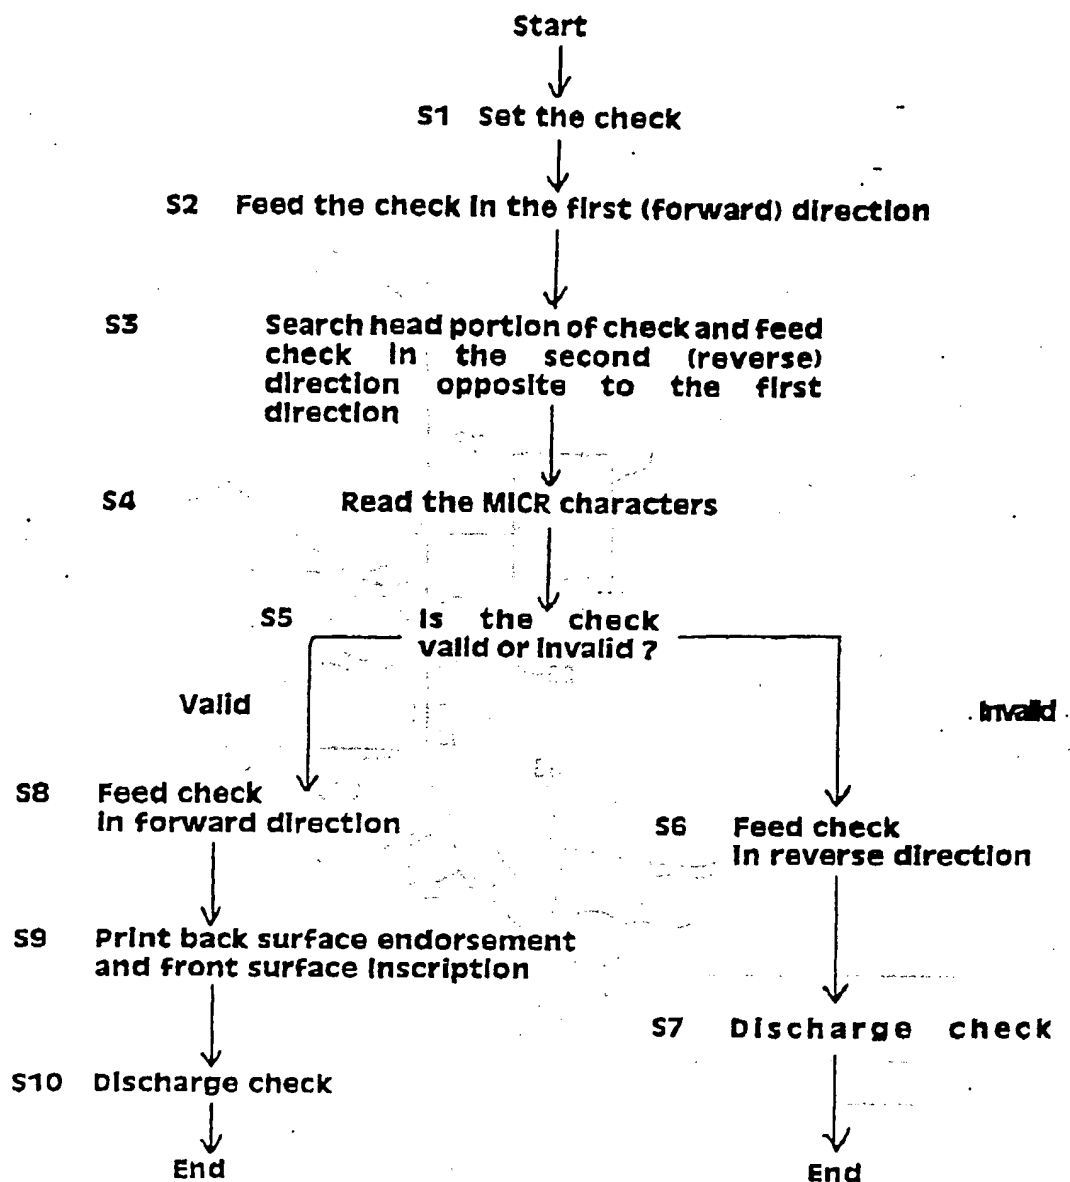 Start
S1 Set the check
S2 Feed the check in the first (forward) direction
S3 Search head portion of check and feed
check in the second (reverse)
direction opposite to the first
direction
S4 Read the MICR characters
S5 Is the check
valid or invalid ?
Valid
Invalid
S8 Feed check
in forward direction
S6 Feed check
in reverse direction
S9 Print back surface endorsement
and front surface inscription
S7 Discharge check
S10 Discharge check
End
End